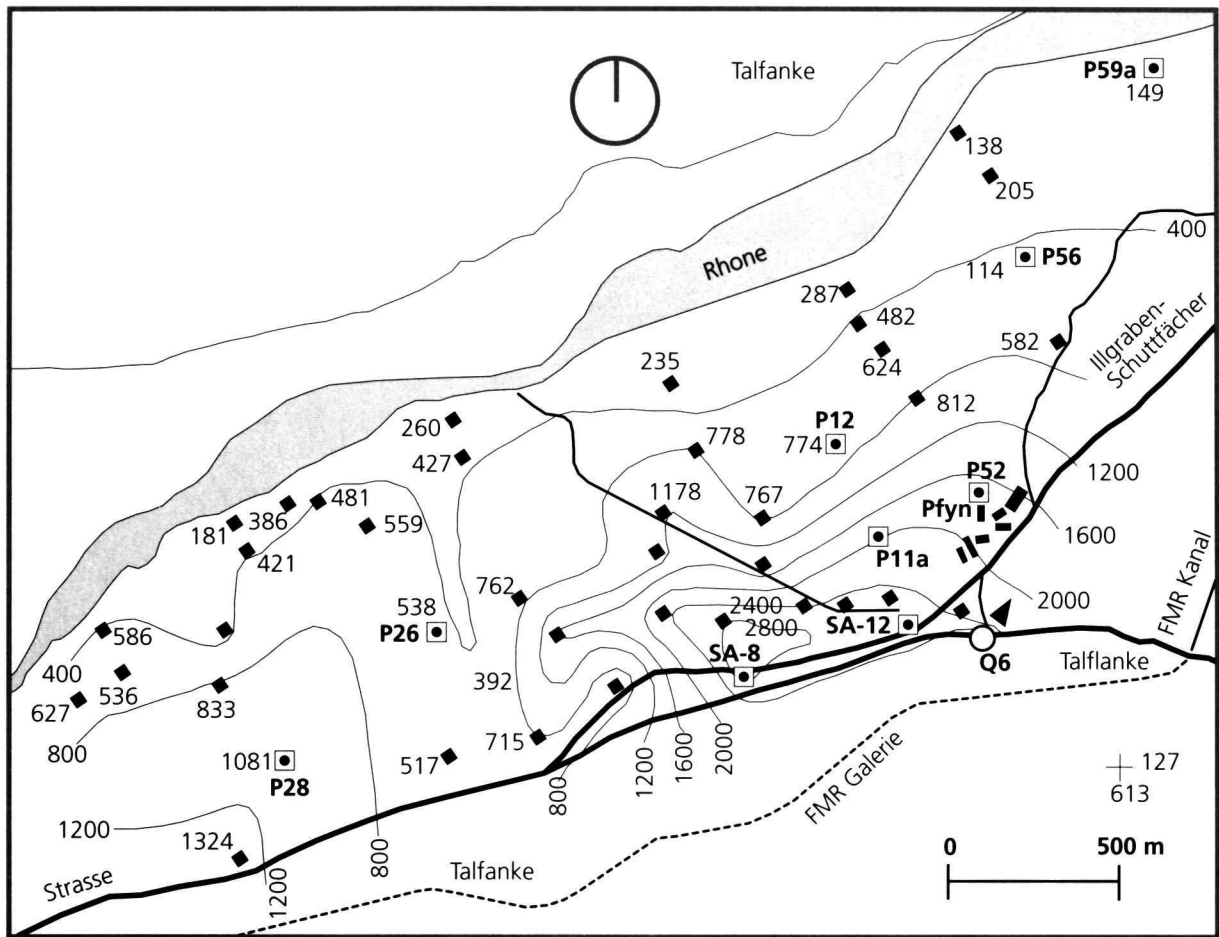 Talfanke
P59a
149
138
205
Rhone
400
114
P56
287
482
582
Illgraben-
Schuttfächer
235
624
812
260
P12
778
774
427
1200
481
1178
767
P52
386
Pfyn
181
559
1600
421
P11a
762
FMR Kanal
2400
2000
538
586
2800
SA-12
P26
400
SA-8
Q6
Talflanke
536
392
627
833
800
715
517
1081
P28
800
1200
1600
2000
FMR Galerie
127
613
1200
1324
800
0
500 m
Strasse
1200
Talfanke